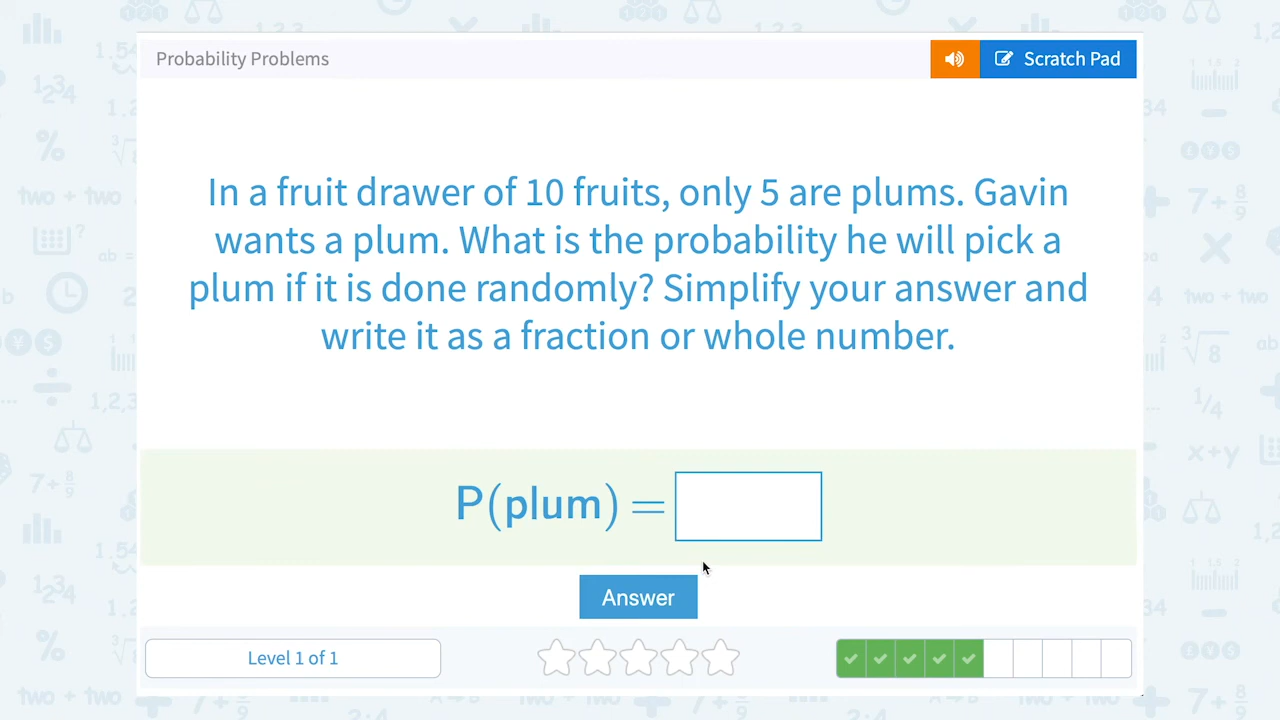 Probability Problems
Scratch Pad
In a fruit drawer of 10 fruits, only 5 are plums. Gavin
wants a plum. What is the probability he will pick a
plum if it is done randomly? Simplify your answer and
write it as a fraction or whole number.
P(plum) =
Answer
Level 1 of 1